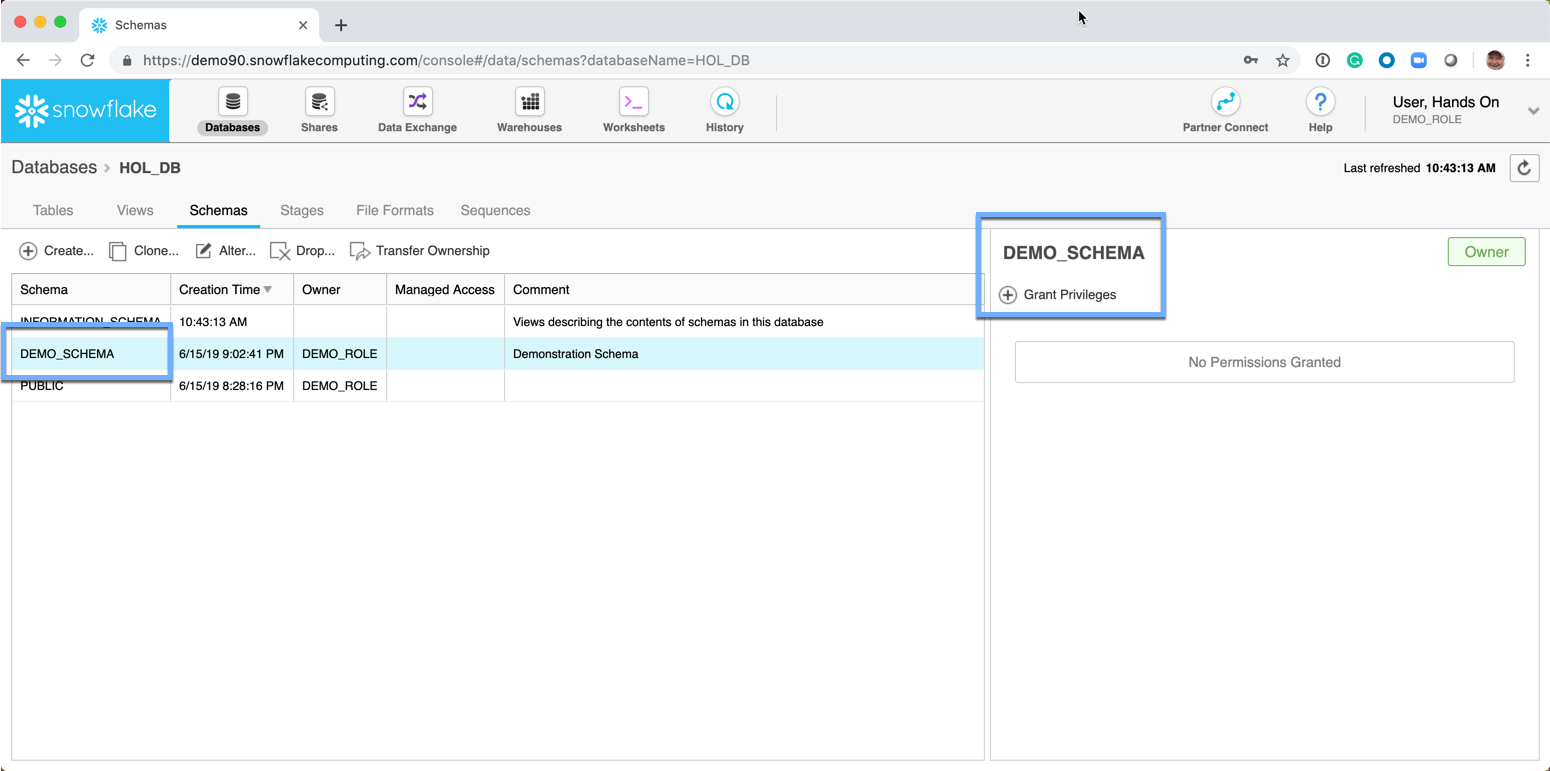 Schemas
https://demo90.snowflakecomputing.com/console#/data/schemas?databaseName=HOL_DB
snowflake
Databases
Shares
Data Exchange
Warehouses
Worksheets
History
Partner Connect
Help
User, Hands On
DEMO_ROLE
Databases > HOL_DB
Last refreshed 10:43:13 AM
Tables Views Schemas Stages File Formats Sequences
Create... Clone... Alter... Drop... Transfer Ownership
Schema Creation Time Owner Managed Access Comment
INFORMATION_SCHEMA 10:43:13 AM Views describing the contents of schemas in this database
DEMO_SCHEMA 6/15/19 9:02:41 PM DEMO_ROLE Demonstration Schema
PUBLIC 6/15/19 8:28:16 PM DEMO_ROLE
DEMO_SCHEMA
Owner
Grant Privileges
No Permissions Granted